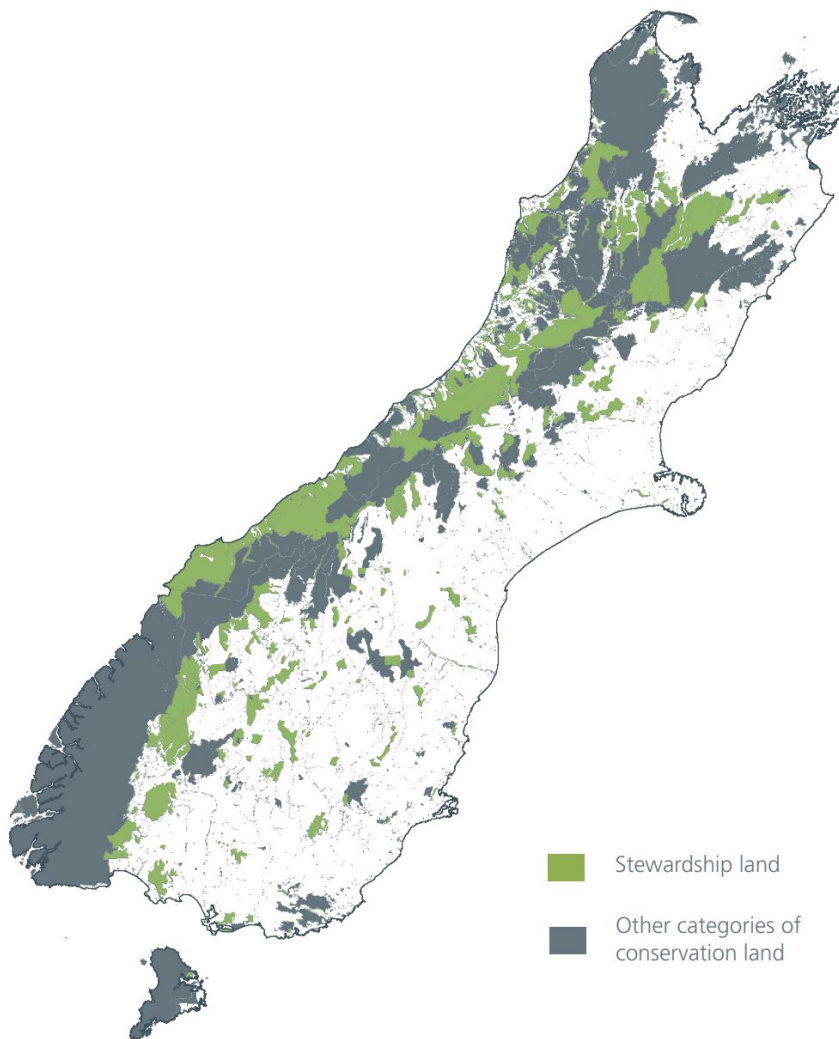 Stewardship land
Other categories of
conservation land